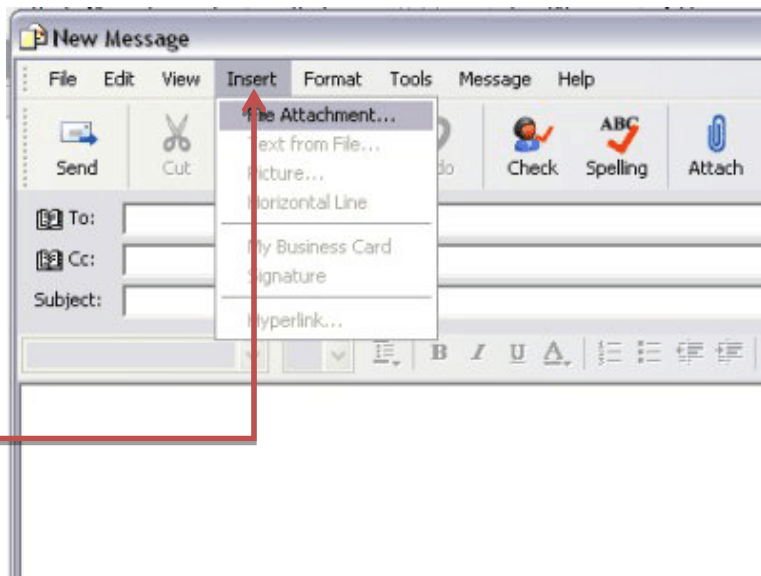 New Message
File Edit View Insert Format Tools Message Help
File Attachment...
Text from File...
Picture...
Horizontal Line
My Business Card
Signature
Hyperlink...
Send Cut Check ABC Spelling Attach
To:
Cc:
Subject:
B I U A